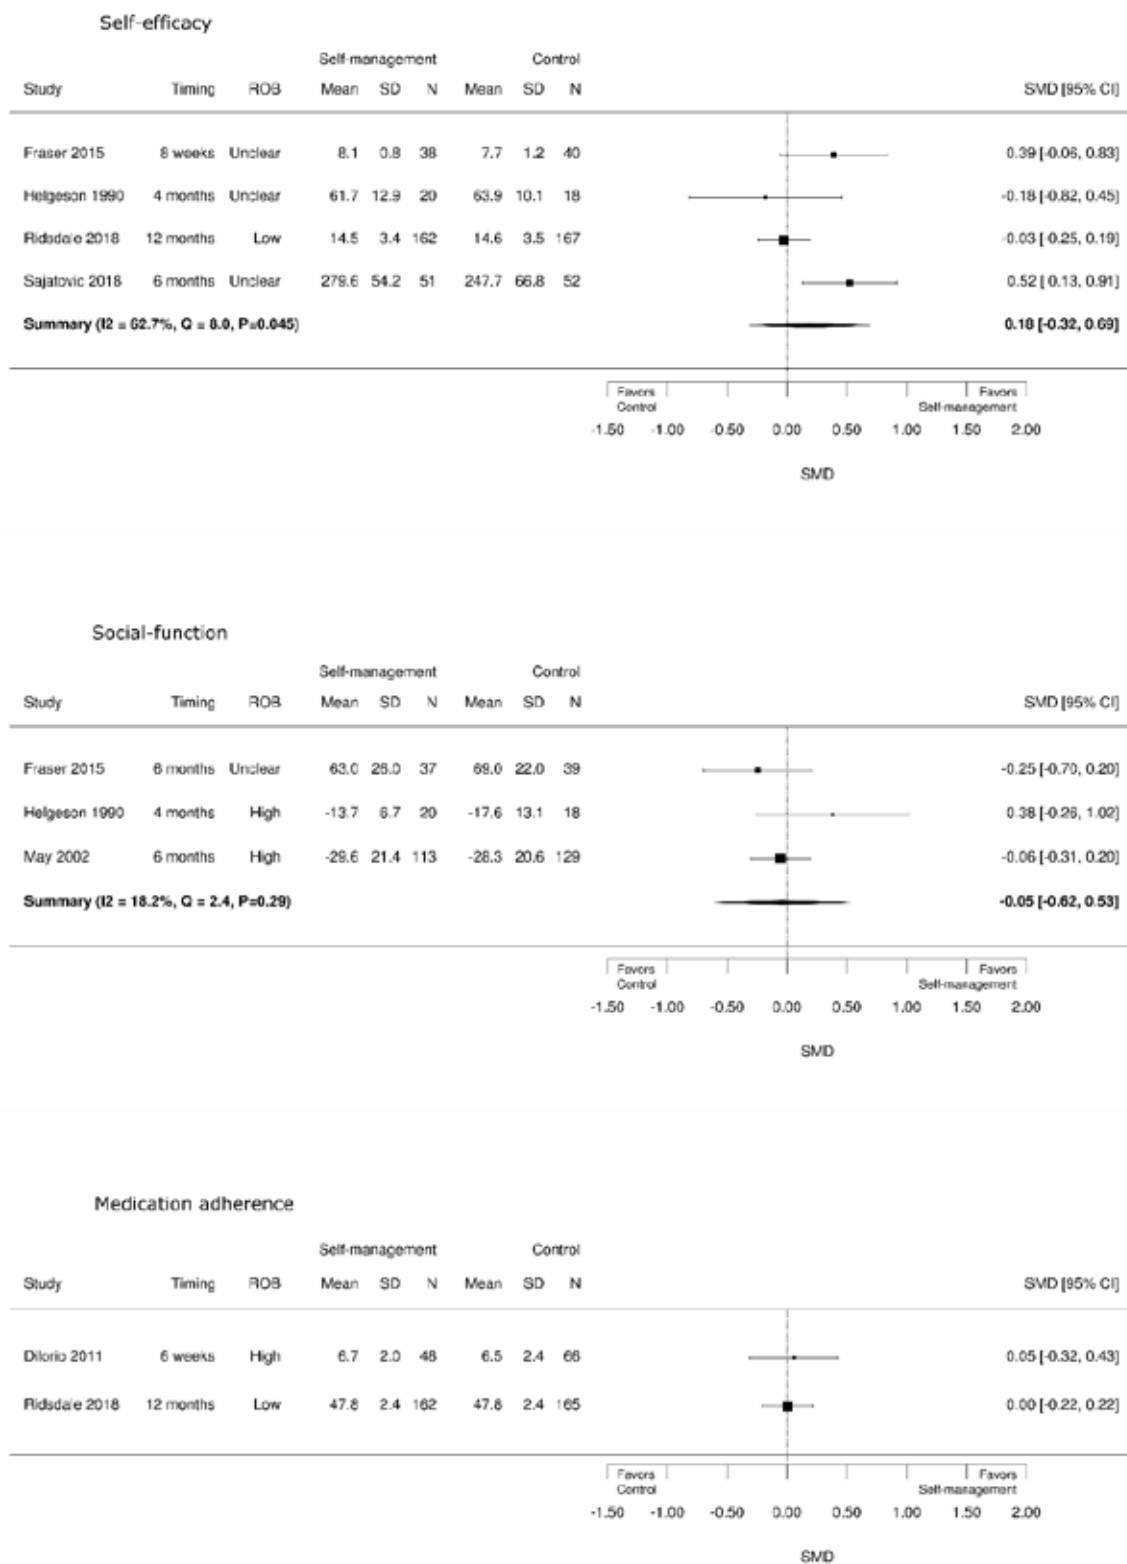 Self-efficacy
Self-management Control
Study Timing ROB Mean SD N Mean SD N SMD [95% CI]
Fraser 2015 8 weeks Unclear 8.1 0.8 38 7.7 1.2 40 0.39 [-0.06, 0.83]
Helgeson 1990 4 months Unclear 61.7 12.9 20 63.9 10.1 18 -0.18 [-0.82, 0.45]
Ridsdale 2018 12 months Low 14.5 3.4 162 14.6 3.5 167 -0.03 [-0.25, 0.19]
Sajatovic 2018 6 months Unclear 279.6 54.2 51 247.7 66.8 52 0.52 [ 0.13, 0.91]
Summary (I2 = 62.7%, Q = 8.0, P=0.045) 0.18 [-0.32, 0.69]
Favors Favors
Control Self-management
-1.50 -1.00 -0.50 0.00 0.50 1.00 1.50 2.00
SMD
Social-function
Self-management Control
Study Timing ROB Mean SD N Mean SD N SMD [95% CI]
Fraser 2015 6 months Unclear 63.0 26.0 37 69.0 22.0 39 -0.25 [-0.70, 0.20]
Helgeson 1990 4 months High -13.7 6.7 20 -17.6 13.1 18 0.38 [-0.26, 1.02]
May 2002 6 months High -29.6 21.4 113 -28.3 20.6 129 -0.06 [-0.31, 0.20]
Summary (I2 = 18.2%, Q = 2.4, P=0.29) -0.05 [-0.62, 0.53]
Favors Favors
Control Self-management
-1.50 -1.00 -0.50 0.00 0.50 1.00 1.50 2.00
SMD
Medication adherence
Self-management Control
Study Timing ROB Mean SD N Mean SD N SMD [95% CI]
DiIorio 2011 6 weeks High 6.7 2.0 48 6.5 2.4 66 0.05 [-0.32, 0.43]
Ridsdale 2018 12 months Low 47.8 2.4 162 47.8 2.4 165 0.00 [-0.22, 0.22]
Favors Favors
Control Self-management
-1.50 -1.00 -0.50 0.00 0.50 1.00 1.50 2.00
SMD